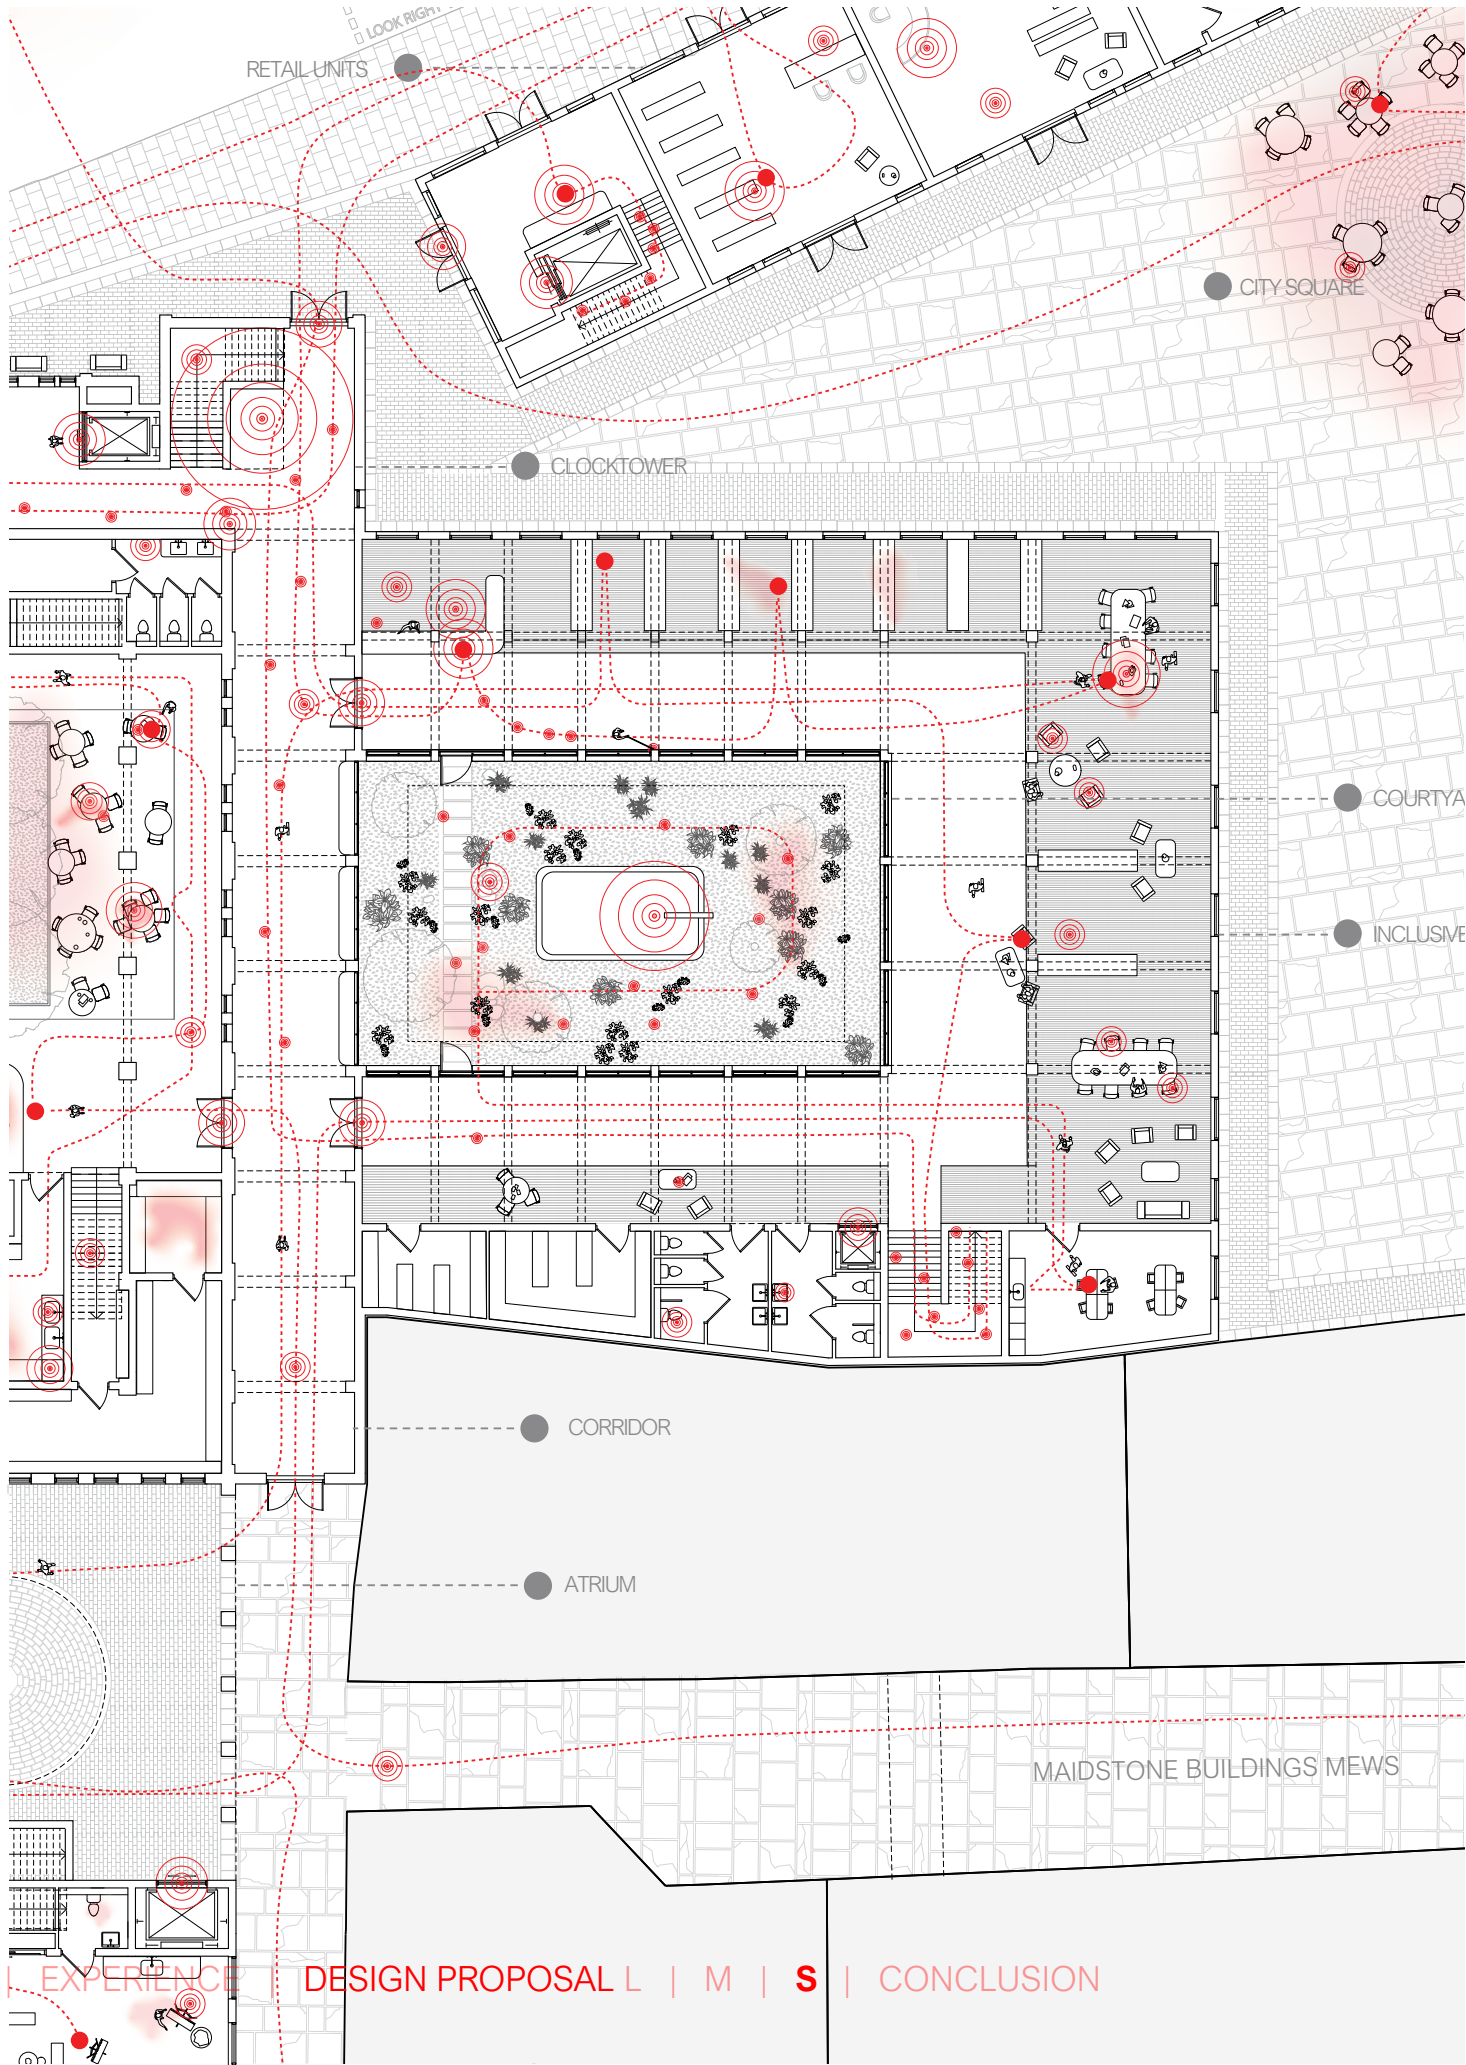 LOOK RIGHT
RETAIL UNITS
CITY SQUARE
CLOCKTOWER
COURTYA
INCLUSIVE
CORRIDOR
ATRIUM
MAIDSTONE BUILDINGS MEWS
| EXPERIENCE | DESIGN PROPOSAL L | M | S | CONCLUSION